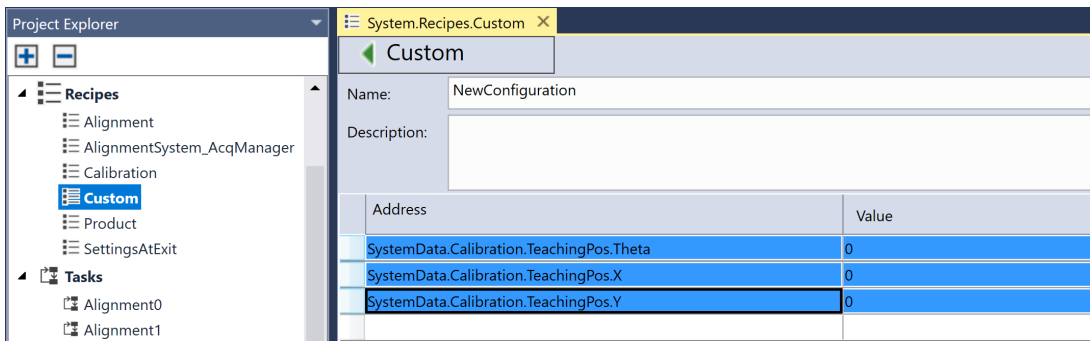 Project Explorer
Recipes
Alignment
AlignmentSystem_AcqManager
Calibration
Custom
Product
SettingsAtExit
Tasks
Alignment0
Alignment1
System.Recipes.Custom
Custom
Name: NewConfiguration
Description:
Address Value
SystemData.Calibration.TeachingPos.Theta 0
SystemData.Calibration.TeachingPos.X 0
SystemData.Calibration.TeachingPos.Y 0